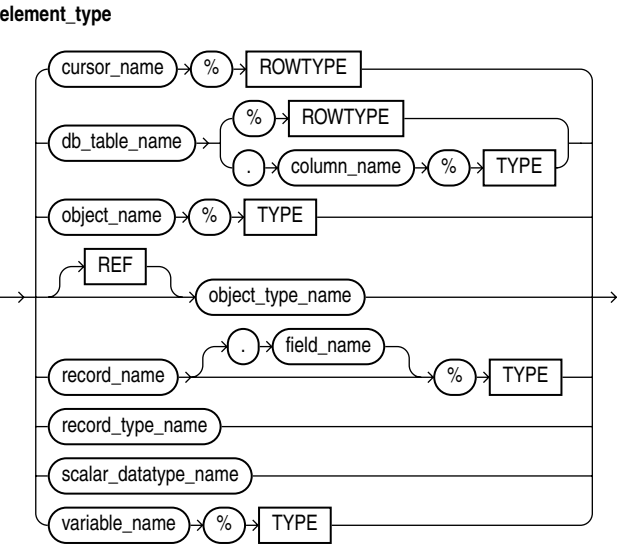 element_type
cursor_name % ROWTYPE
% ROWTYPE
db_table_name
. column_name % TYPE
object_name % TYPE
REF
object_type_name
. field_name
record_name % TYPE
record_type_name
scalar_datatype_name
variable_name % TYPE